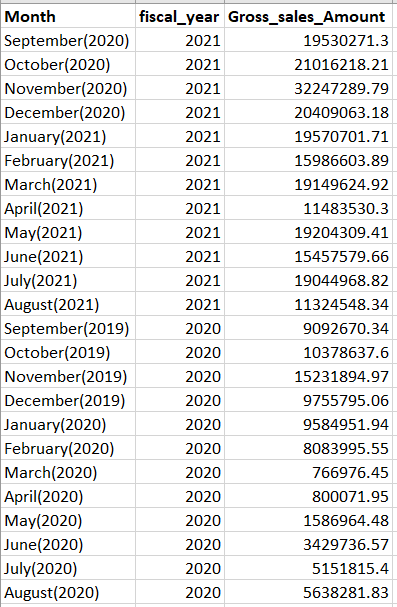 Month fiscal_year Gross_sales_Amount
September(2020) 2021 19530271.3
October(2020) 2021 21016218.21
November(2020) 2021 32247289.79
December(2020) 2021 20409063.18
January(2021) 2021 19570701.71
February(2021) 2021 15986603.89
March(2021) 2021 19149624.92
April(2021) 2021 11483530.3
May(2021) 2021 19204309.41
June(2021) 2021 15457579.66
July(2021) 2021 19044968.82
August(2021) 2021 11324548.34
September(2019) 2020 9092670.34
October(2019) 2020 10378637.6
November(2019) 2020 15231894.97
December(2019) 2020 9755795.06
January(2020) 2020 9584951.94
February(2020) 2020 8083995.55
March(2020) 2020 766976.45
April(2020) 2020 800071.95
May(2020) 2020 1586964.48
June(2020) 2020 3429736.57
July(2020) 2020 5151815.4
August(2020) 2020 5638281.83